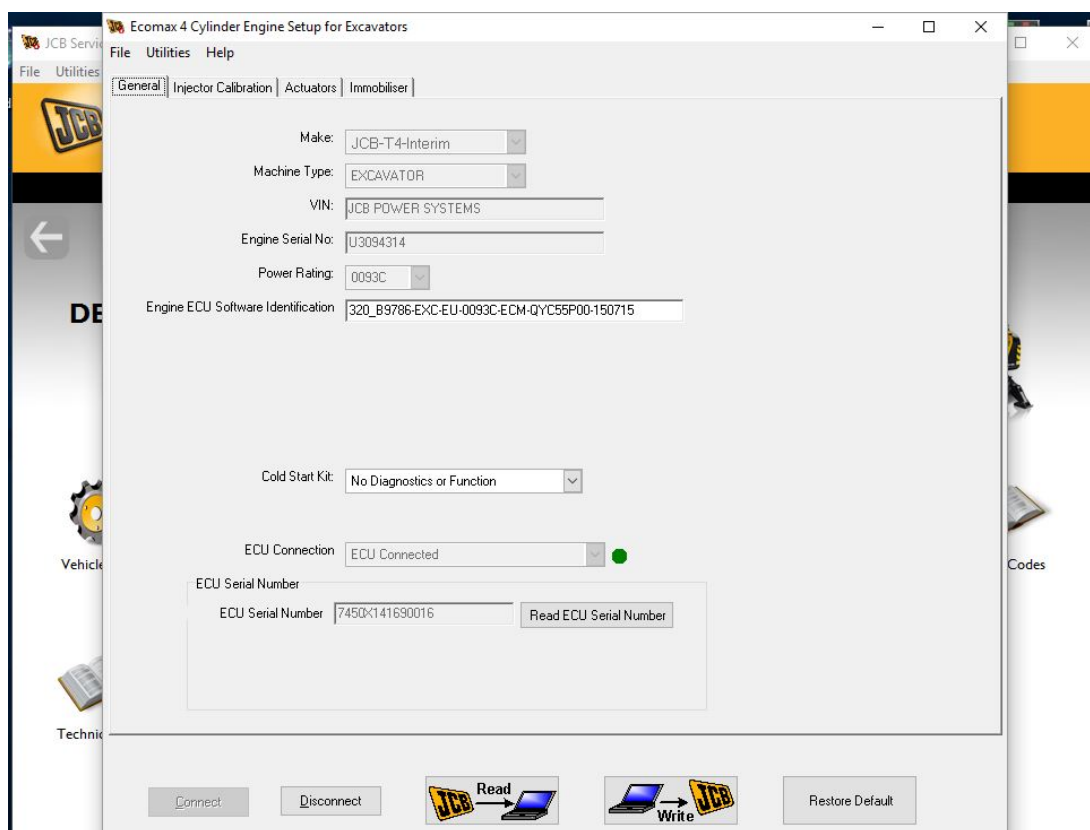 Ecomax 4 Cylinder Engine Setup for Excavators
JCB
File Utilities Help
File Utilities
General Injector Calibration Actuators Immobiliser
JCB
Make: JCB-T4-Interim
Machine Type: EXCAVATOR
VIN: JCB POWER SYSTEMS
Engine Serial No: U3094314
Power Rating: 0093C
Engine ECU Software Identification 320_B9786-EXC-EU-0093C-ECM-QYC55P00-150715
Cold Start Kit: No Diagnostics or Function
ECU Connection ECU Connected
Codes
ECU Serial Number
ECU Serial Number 7450X141690016 Read ECU Serial Number
Connect Disconnect JCB Read Write JCB Restore Default